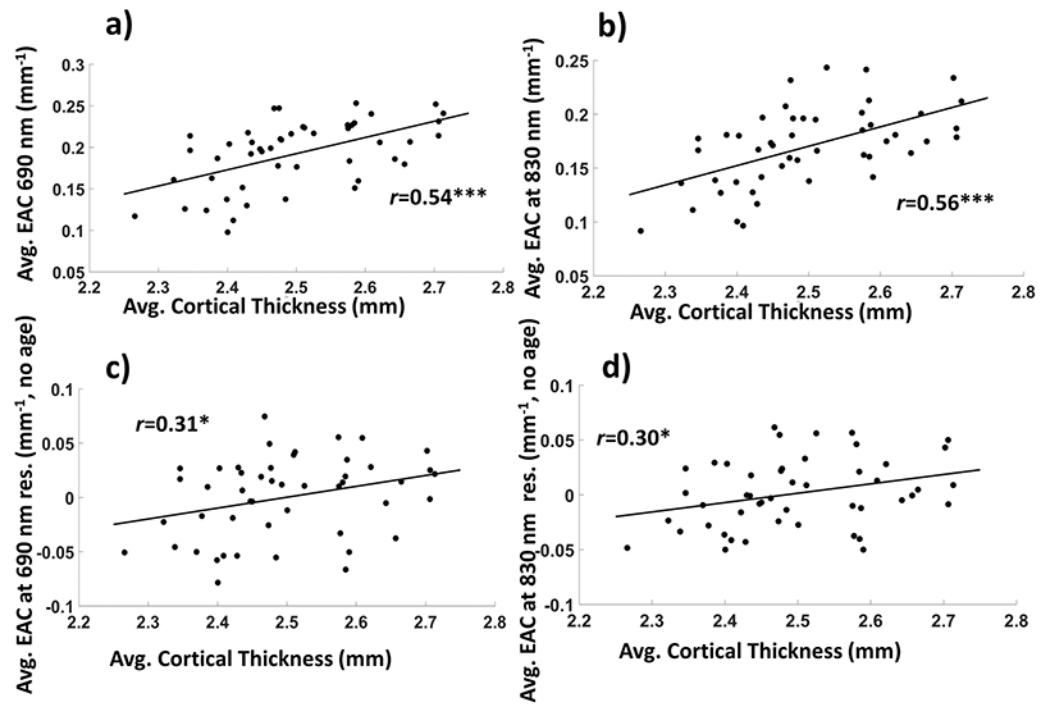 a)
Avg. EAC 690 nm (mm⁻¹)
0.3
0.25
0.2
0.15
0.1
0.05
2.2 2.3 2.4 2.5 2.6 2.7 2.8
Avg. Cortical Thickness (mm)
r=0.54***
b)
Avg. EAC at 830 nm (mm⁻¹)
0.25
0.2
0.15
0.1
0.05
2.2 2.3 2.4 2.5 2.6 2.7 2.8
Avg. Cortical Thickness (mm)
r=0.56***
c)
Avg. EAC at 690 nm res. (mm⁻¹, no age)
0.1
0.05
0
-0.05
-0.1
2.2 2.3 2.4 2.5 2.6 2.7 2.8
Avg. Cortical Thickness (mm)
r=0.31*
d)
Avg. EAC at 830 nm res. (mm⁻¹, no age)
0.1
0.05
0
-0.05
-0.1
2.2 2.3 2.4 2.5 2.6 2.7 2.8
Avg. Cortical Thickness (mm)
r=0.30*